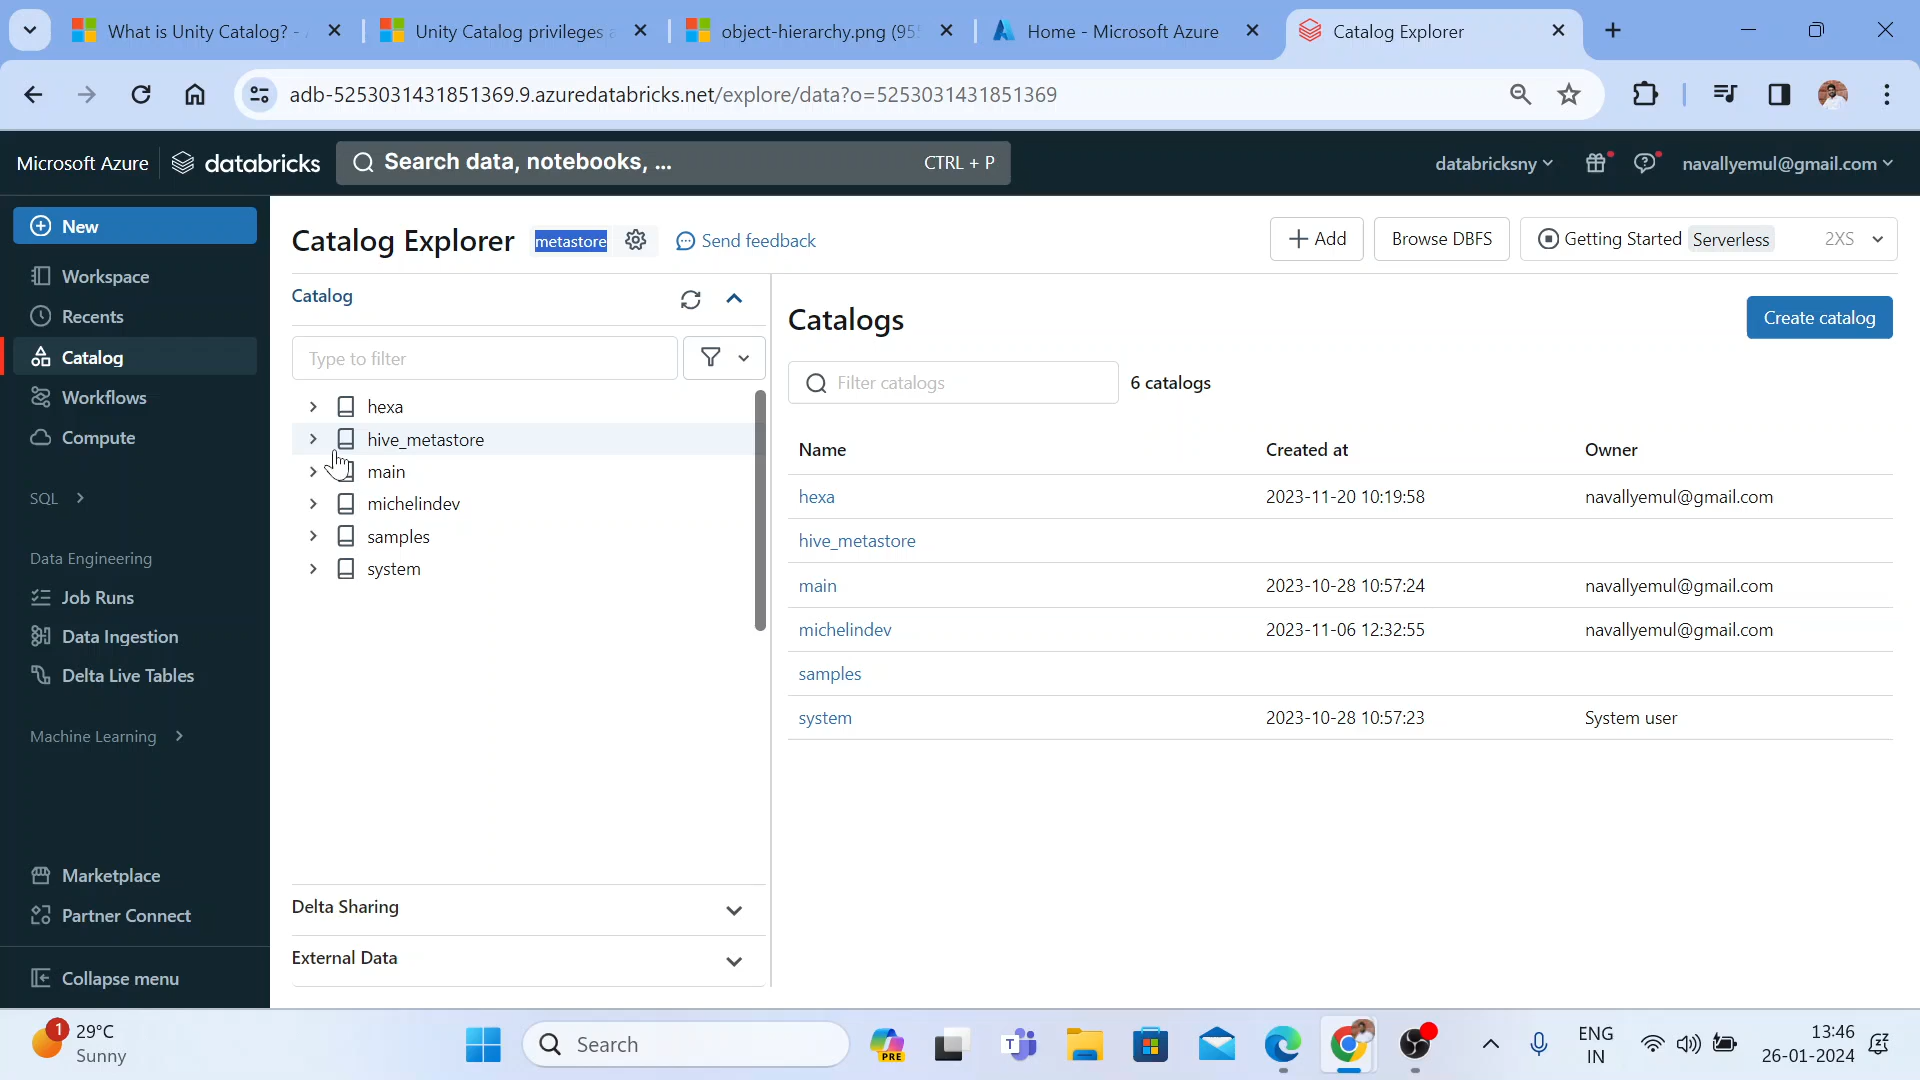 What is Unity Catalog? -
Unity Catalog privileges a
object-hierarchy.png (95
Home - Microsoft Azure
Catalog Explorer
adb-5253031431851369.9.azuredatabricks.net/explore/data?o=5253031431851369
Microsoft Azure
databricks
Search data, notebooks, ...
CTRL + P
databricksny
navallyemul@gmail.com
New
Workspace
Recents
Catalog
Workflows
Compute
SQL
Data Engineering
Job Runs
Data Ingestion
Delta Live Tables
Machine Learning
Marketplace
Partner Connect
Collapse menu
Catalog Explorer metastore Send feedback
Add Browse DBFS Getting Started Serverless 2XS
Catalog
Type to filter
hexa
hive_metastore
main
michelindev
samples
system
Delta Sharing
External Data
Catalogs
Create catalog
Filter catalogs 6 catalogs
Name Created at Owner
hexa 2023-11-20 10:19:58 navallyemul@gmail.com
hive_metastore
main 2023-10-28 10:57:24 navallyemul@gmail.com
michelindev 2023-11-06 12:32:55 navallyemul@gmail.com
samples
system 2023-10-28 10:57:23 System user
1
29°C
Sunny
Search
PRE
T
ENG
IN
13:46
26-01-2024